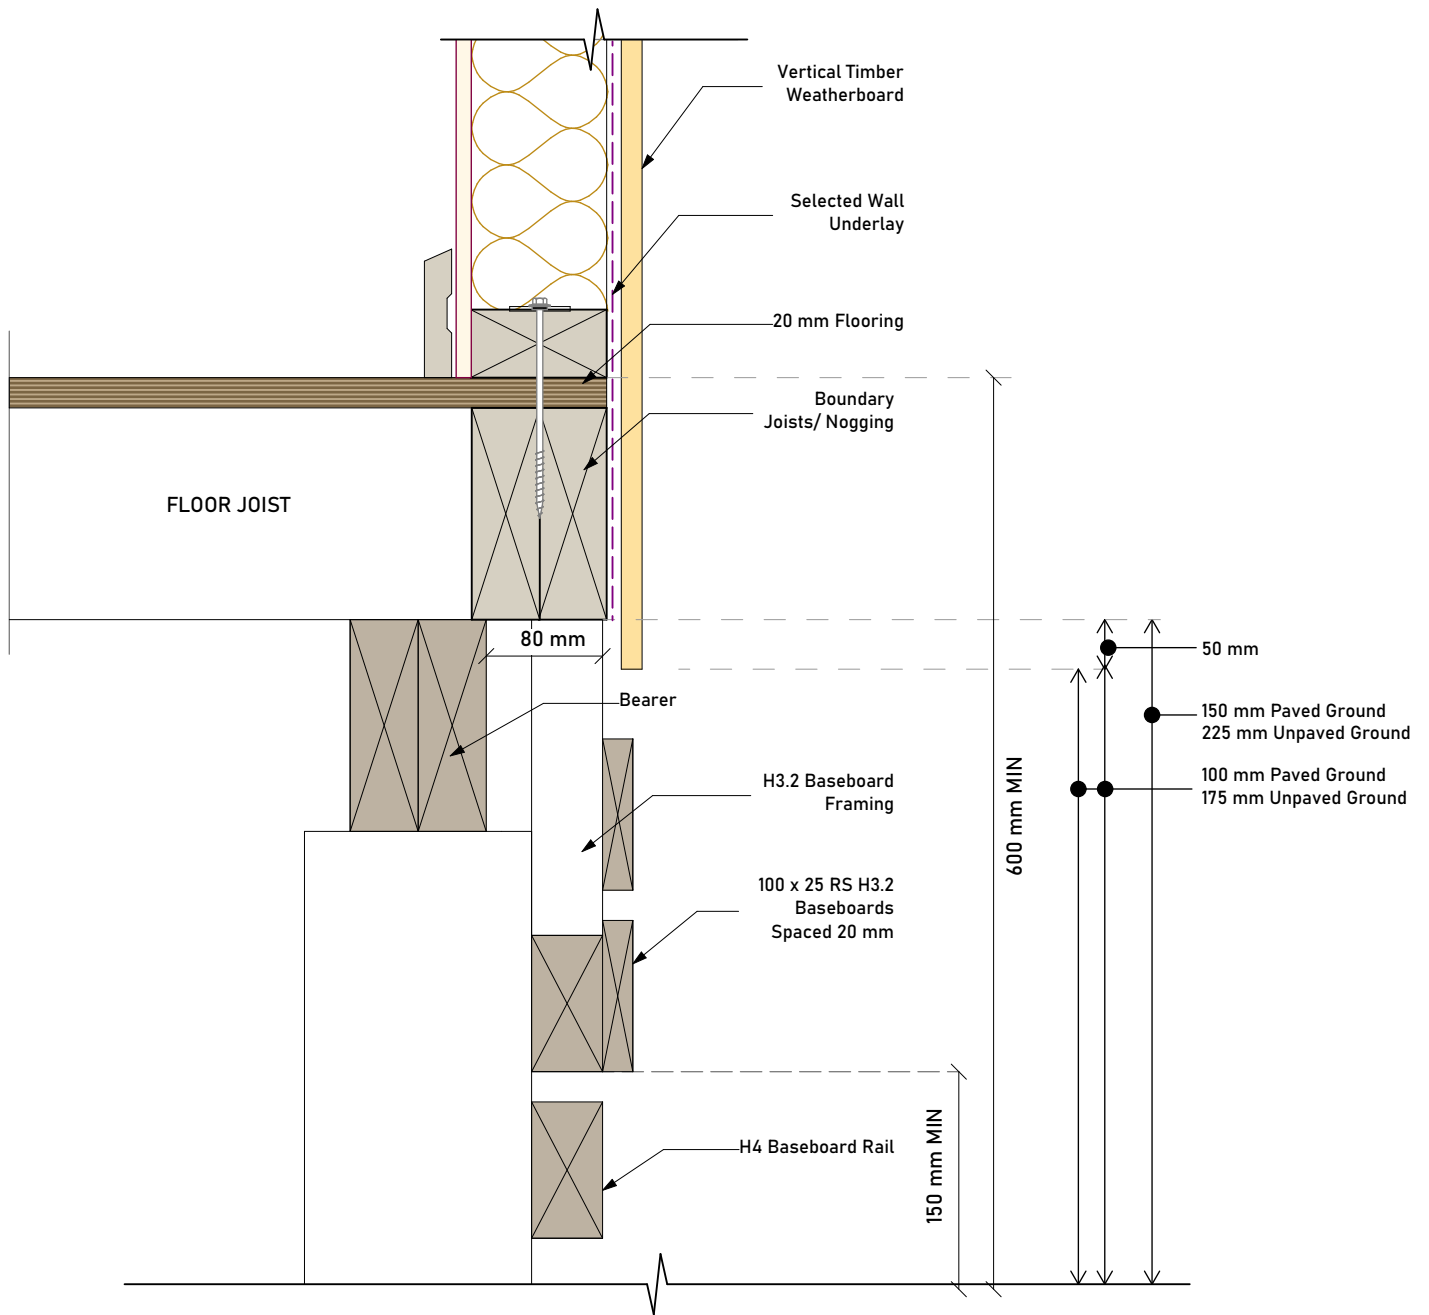 Vertical Timber
Weatherboard
Selected Wall
Underlay
20 mm Flooring
Boundary
Joists/ Nogging
FLOOR JOIST
80 mm
50 mm
Bearer
150 mm Paved Ground
225 mm Unpaved Ground
H3.2 Baseboard
Framing
600 mm MIN
100 mm Paved Ground
175 mm Unpaved Ground
100 x 25 RS H3.2
Baseboards
Spaced 20 mm
H4 Baseboard Rail
150 mm MIN